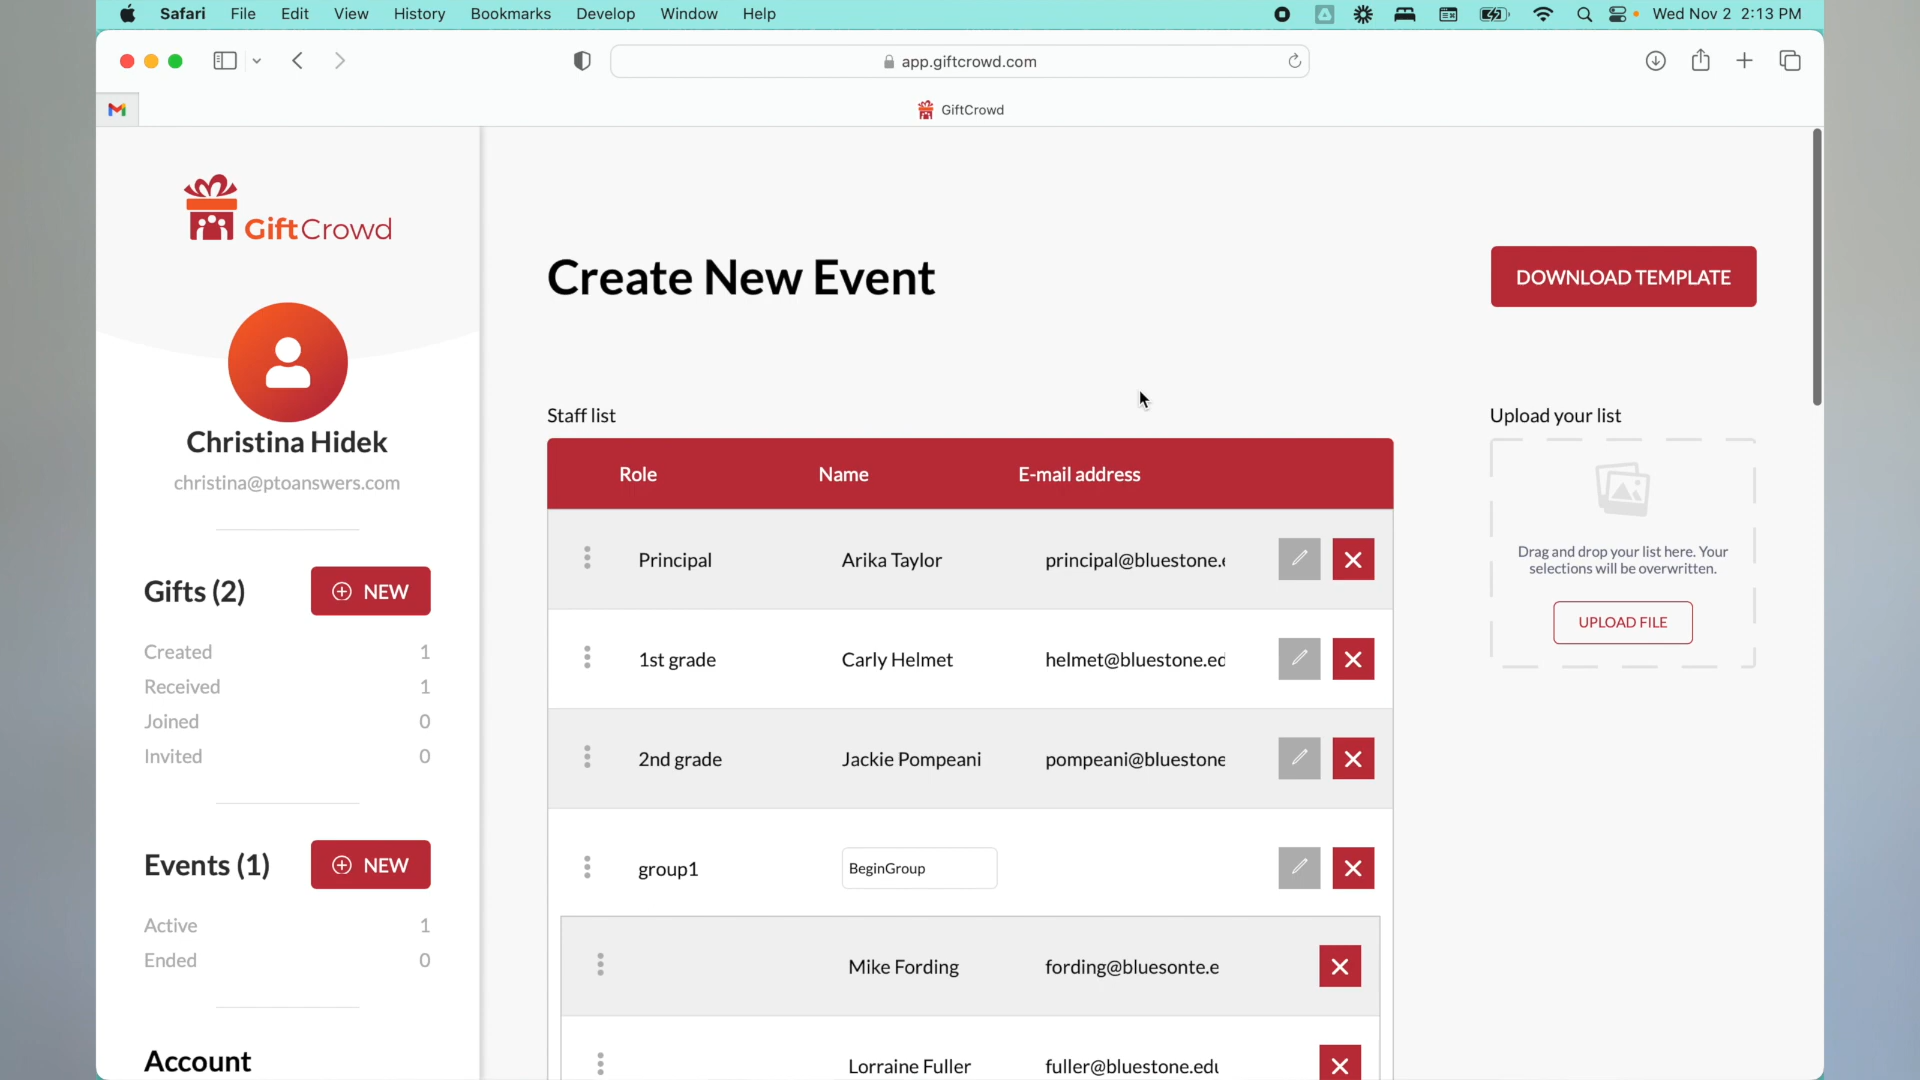 Safari File Edit View History Bookmarks Develop Window Help Wed Nov 2 2:13 PM
app.giftcrowd.com
GiftCrowd
GiftCrowd
Christina Hidek
christina@ptoanswers.com
Gifts (2) NEW
Created 1
Received 1
Joined 0
Invited 0
Events (1) NEW
Active 1
Ended 0
Account
Create New Event
DOWNLOAD TEMPLATE
Staff list
Role Name E-mail address
Principal Arika Taylor principal@bluestone.e
1st grade Carly Helmet helmet@bluestone.ed
2nd grade Jackie Pompeani pompeani@bluestone
group1 BeginGroup
Mike Fording fording@bluesonte.e
Lorraine Fuller fuller@bluestone.edu
Upload your list
Drag and drop your list here. Your
selections will be overwritten.
UPLOAD FILE